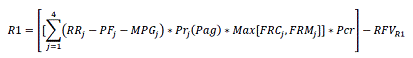 R1 = [[∑_{j=1}^{4}(RR_j − PF_j − MPG_j) ∗ Pr_j(Pag) ∗ Max[FRC_j, FRM_j]] ∗ Pcr] − RFV_{R1}